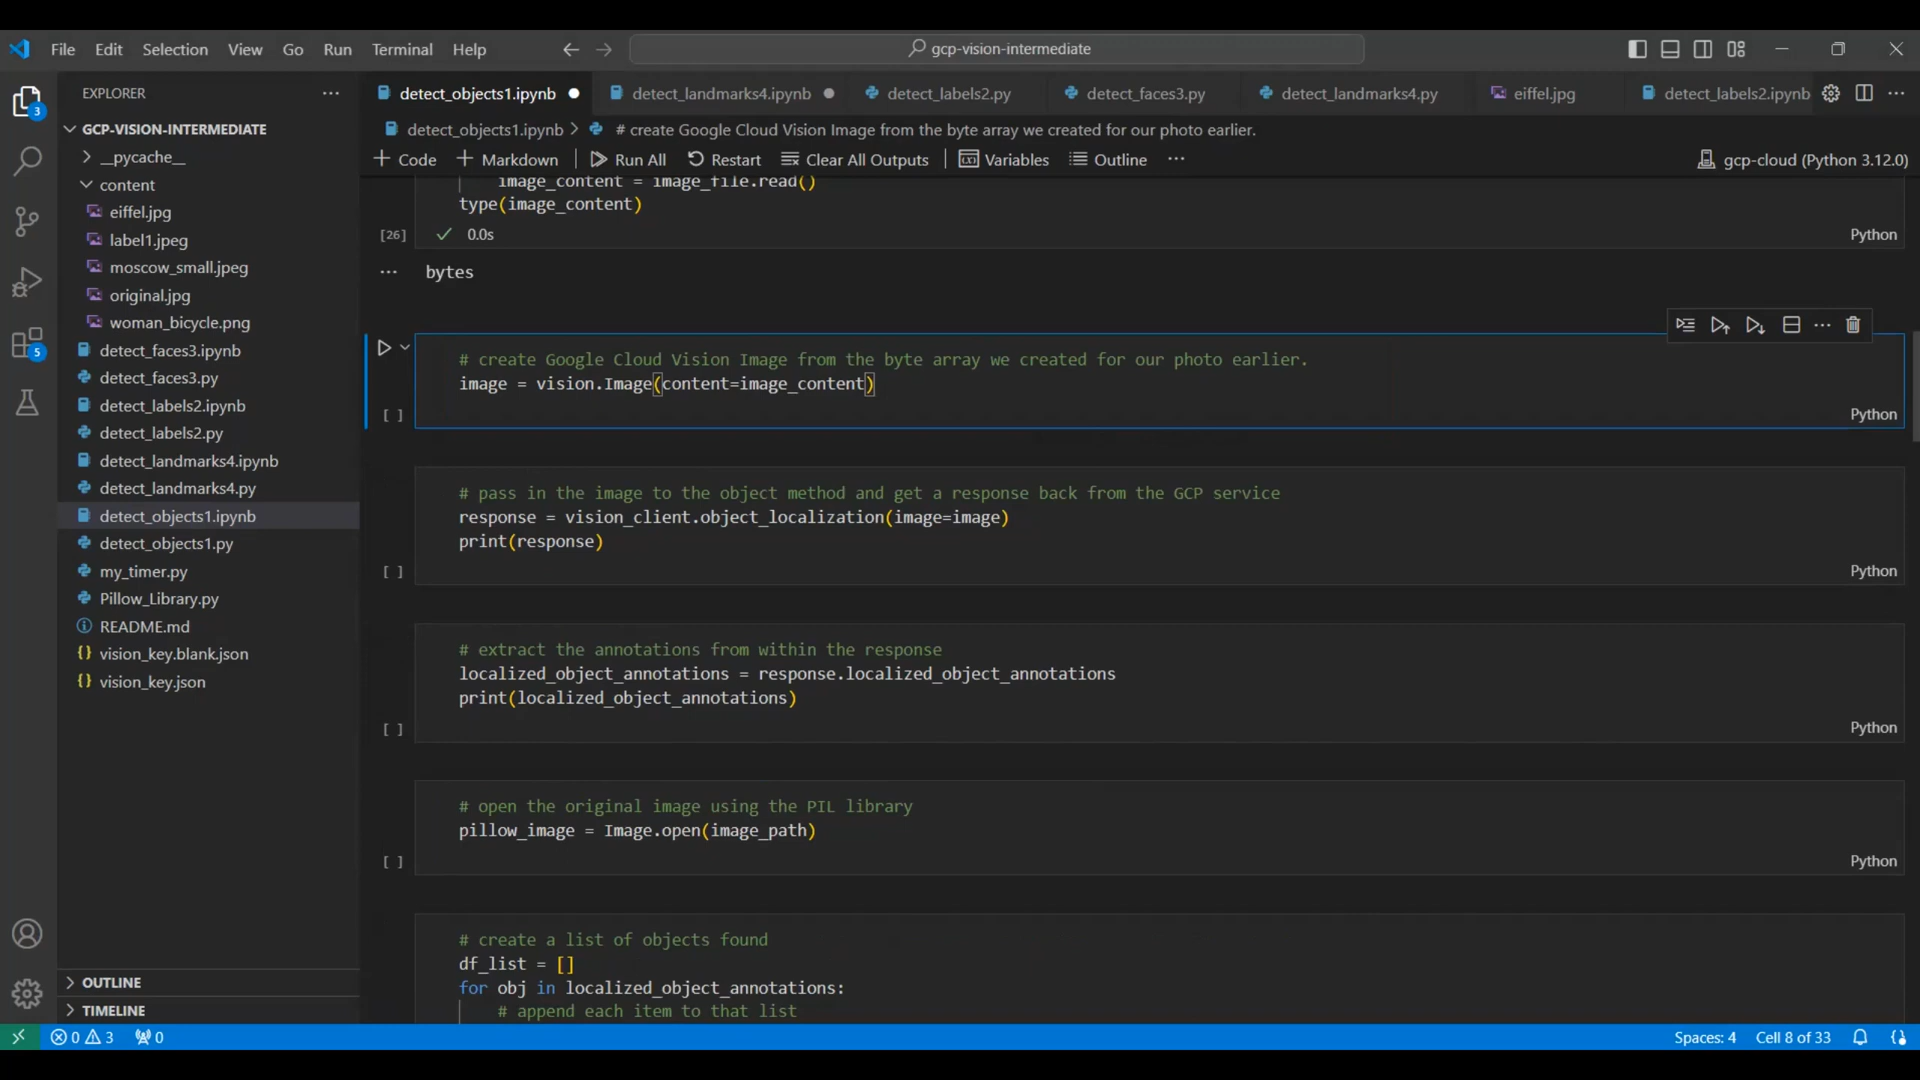 File Edit Selection View Go Run Terminal Help gcp-vision-intermediate
EXPLORER
3
GCP-VISION-INTERMEDIATE
__pycache__
content
eiffel.jpg
label1.jpeg
moscow_small.jpeg
original.jpg
woman_bicycle.png
5
detect_faces3.ipynb
detect_faces3.py
detect_labels2.ipynb
detect_labels2.py
detect_landmarks4.ipynb
detect_landmarks4.py
detect_objects1.ipynb
detect_objects1.py
my_timer.py
Pillow_Library.py
README.md
vision_key.blank.json
vision_key.json
OUTLINE
TIMELINE
detect_objects1.ipynb detect_landmarks4.ipynb detect_labels2.py detect_faces3.py detect_landmarks4.py eiffel.jpg detect_labels2.ipynb
detect_objects1.ipynb > # create Google Cloud Vision Image from the byte array we created for our photo earlier.
+ Code + Markdown Run All Restart Clear All Outputs Variables Outline ... gcp-cloud (Python 3.12.0)
image_content = image_file.read()
type(image_content)
[26] 0.0s Python
... bytes
# create Google Cloud Vision Image from the byte array we created for our photo earlier.
image = vision.Image(content=image_content)
[ ] Python
# pass in the image to the object method and get a response back from the GCP service
response = vision_client.object_localization(image=image)
print(response)
[ ] Python
# extract the annotations from within the response
localized_object_annotations = response.localized_object_annotations
print(localized_object_annotations)
[ ] Python
# open the original image using the PIL library
pillow_image = Image.open(image_path)
[ ] Python
# create a list of objects found
df_list = []
for obj in localized_object_annotations:
# append each item to that list
0 3 0 Spaces: 4 Cell 8 of 33